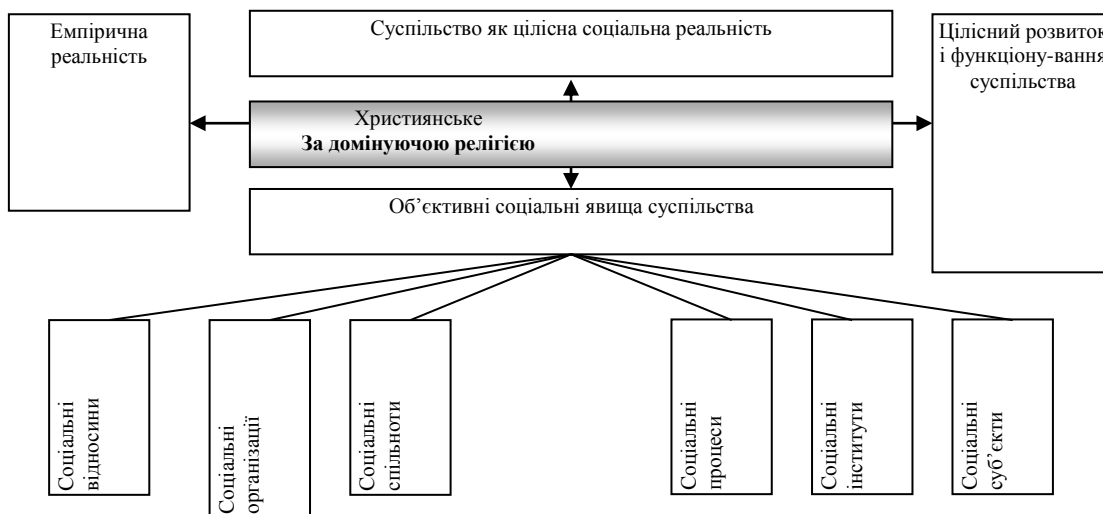 Емпірична
реальність
Суспільство як цілісна соціальна реальність
Цілісний розвиток
і функціону-вання
суспільства
Християнське
За домінуючою релігією
Об’єктивні соціальні явища суспільства
Соціальні
відносини
Соціальні
організації
Соціальні
спільноти
Соціальні
процеси
Соціальні
інститути
Соціальні
суб’єкти